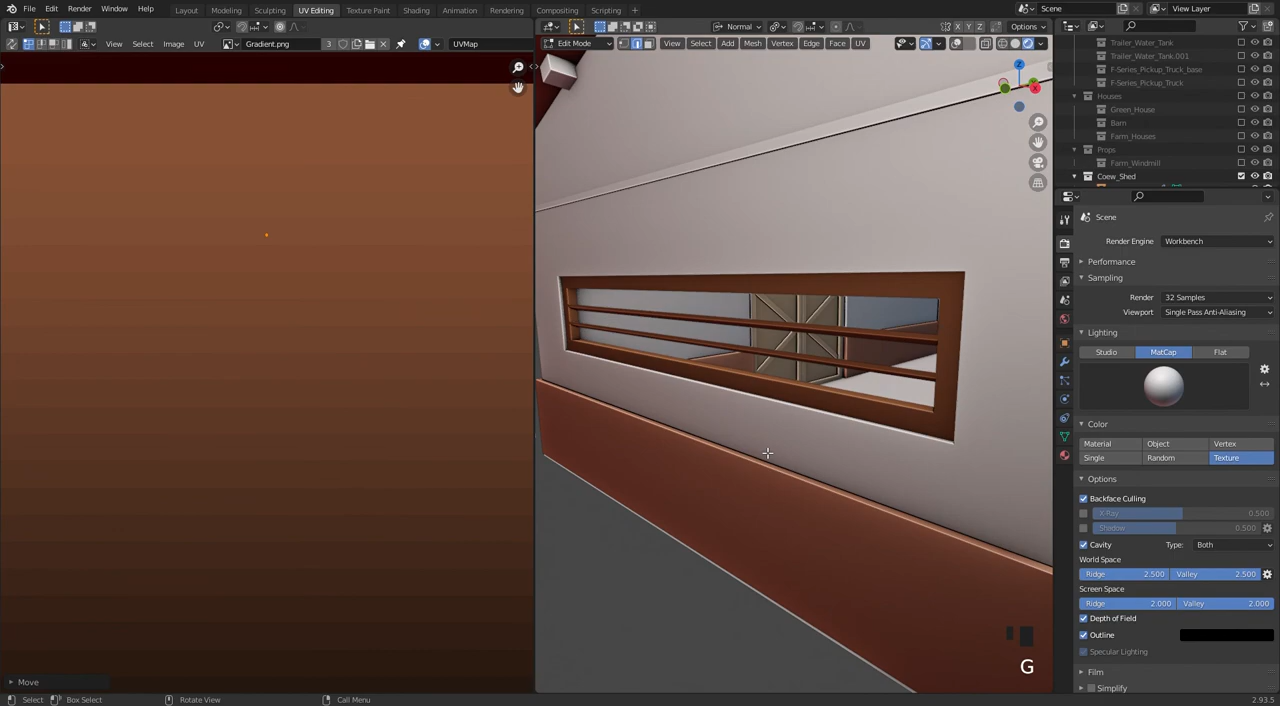 File Edit Render Window Help Layout Modeling Sculpting UV Editing Texture Paint Shading Animation Rendering Compositing Scripting + Scene View Layer
Normal Options
View Select Image UV Gradient.png UVMap
Edit Mode View Select Add Mesh Vertex Edge Face UV
X Y Z
Trailer_Water_Tank
Trailer_Water_Tank.001
F-Series_Pickup_Truck_base
F-Series_Pickup_Truck
Houses
Green_House
Barn
Farm_Houses
Props
Farm_Windmill
Coew_Shed
Z
X
Scene
Render Engine Workbench
Performance
Sampling
Render 32 Samples
Viewport Single Pass Anti-Aliasing
Lighting
Studio MatCap Flat
Color
Material Object Vertex
Single Random Texture
Options
Backface Culling
X-Ray 0.500
Shadow 0.500
Cavity Type: Both
World Space
Ridge 2.500 Valley 2.500
Screen Space
Ridge 2.000 Valley 2.000
Depth of Field
Outline
Specular Lighting
Film
Simplify
G
Move
Select Box Select Rotate View Call Menu 2.93.5